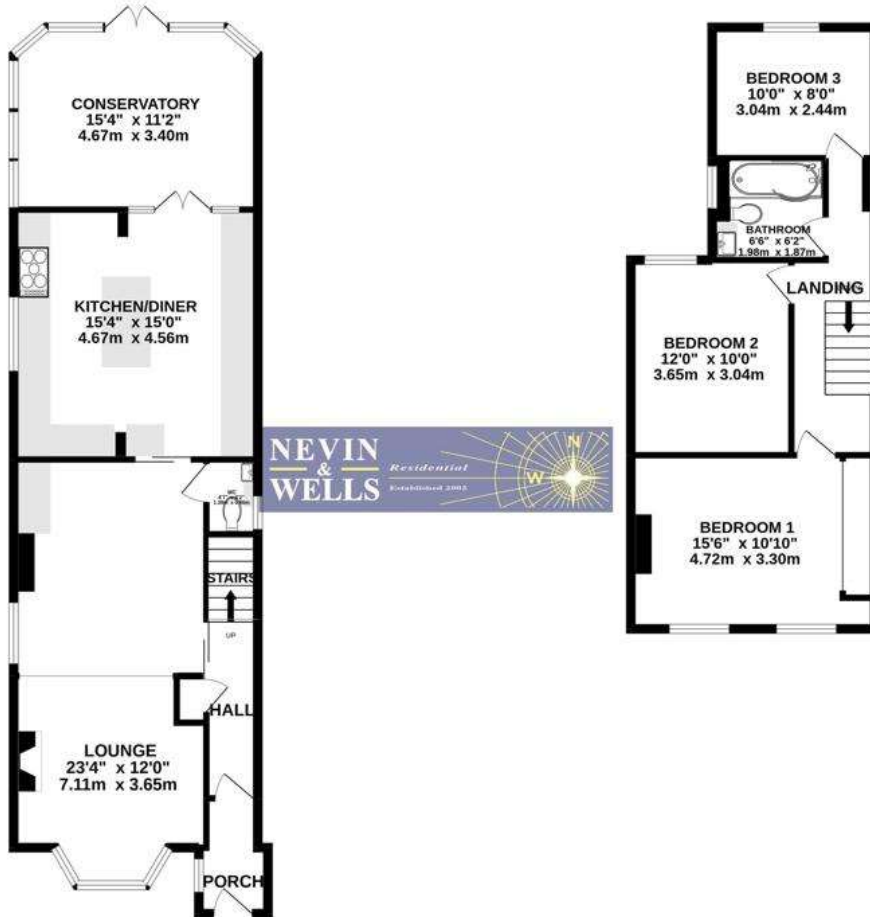 CONSERVATORY
15'4" x 11'2"
4.67m x 3.40m
KITCHEN/DINER
15'4" x 15'0"
4.67m x 4.56m
WC
STAIRS
UP
HALL
LOUNGE
23'4" x 12'0"
7.11m x 3.65m
PORCH
NEVIN
&
WELLS
Residential
Established 2002
N
W
BEDROOM 3
10'0" x 8'0"
3.04m x 2.44m
BATHROOM
6'6" x 6'2"
1.98m x 1.87m
LANDING
BEDROOM 2
12'0" x 10'0"
3.65m x 3.04m
BEDROOM 1
15'6" x 10'10"
4.72m x 3.30m